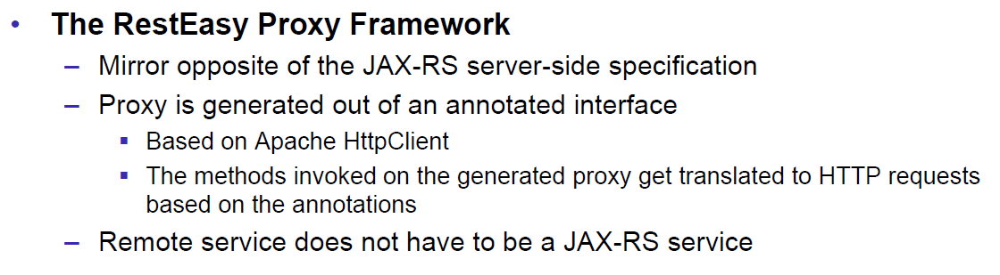 • The RestEasy Proxy Framework
– Mirror opposite of the JAX-RS server-side specification
– Proxy is generated out of an annotated interface
▪ Based on Apache HttpClient
▪ The methods invoked on the generated proxy get translated to HTTP requests
based on the annotations
– Remote service does not have to be a JAX-RS service